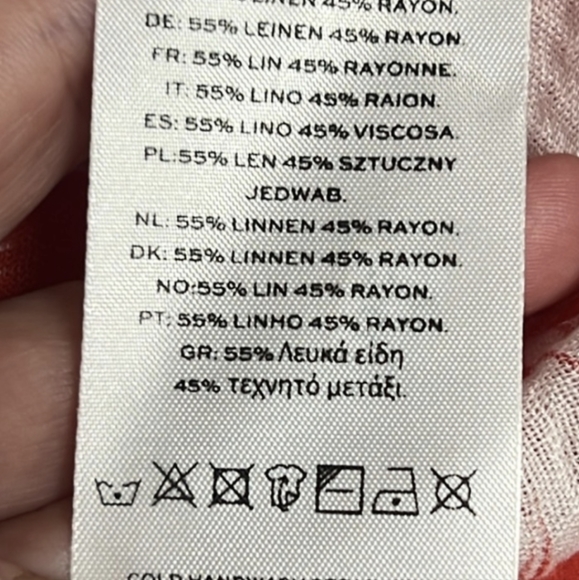 45% RAYON.
DE: 55% LEINEN 45% RAYON.
FR: 55% LIN 45% RAYONNE.
IT: 55% LINO 45% RAION.
ES: 55% LINO 45% VISCOSA.
PL:55% LEN 45% SZTUCZNY
JEDWAB.
NL: 55% LINNEN 45% RAYON.
DK: 55% LINNEN 45% RAYON.
NO:55% LIN 45% RAYON.
PT: 55% LINHO 45% RAYON.
GR: 55% Λευκά είδη
45% τεχνητό μετάξι.